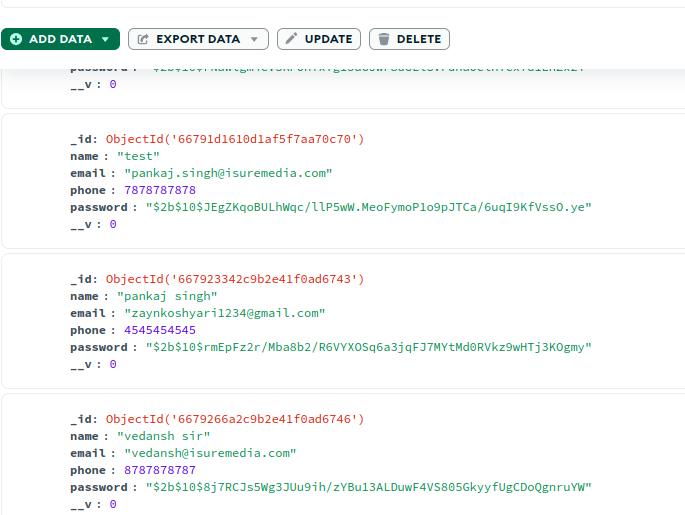 ADD DATA EXPORT DATA UPDATE DELETE
__v : 0
_id: ObjectId('66791d1610d1af5f7aa70c70')
name : "test"
email : "pankaj.singh@isuremedia.com"
phone : 7878787878
password : "$2b$10$JEgZKqoBULhWqc/llP5wW.MeoFymoP1o9pJTCa/6uqI9KfVssO.ye"
__v : 0
_id: ObjectId('667923342c9b2e41f0ad6743')
name : "pankaj singh"
email : "zaynkoshyari1234@gmail.com"
phone : 4545454545
password : "$2b$10$rmEpFz2r/Mba8b2/R6VYXOSq6a3jqFJ7MYtMd0RVkz9wHTj3KOgmy"
__v : 0
_id: ObjectId('6679266a2c9b2e41f0ad6746')
name : "vedansh sir"
email : "vedansh@isuremedia.com"
phone : 8787878787
password : "$2b$10$8j7RCJs5Wg3JUu9ih/zYBu13ALDuwF4VS805GkyyfUgCDoQgnruYW"
__v : 0